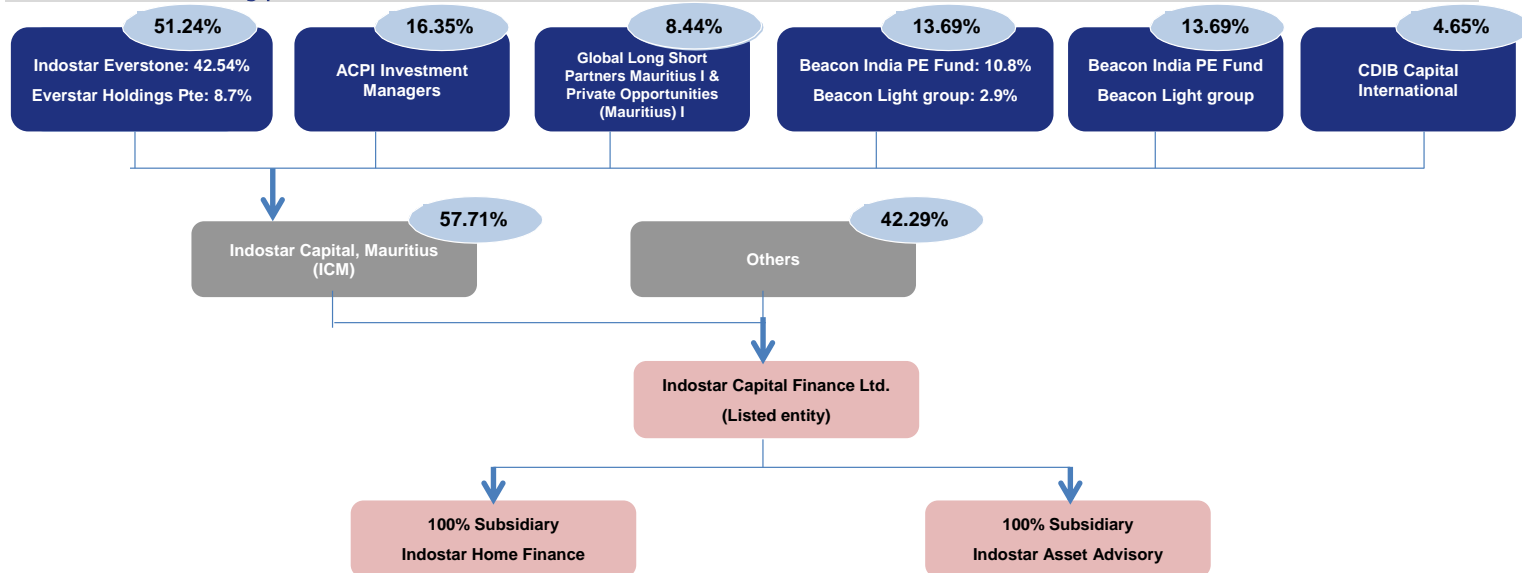 51.24%
16.35%
8.44%
13.69%
13.69%
4.65%
Indostar Everstone: 42.54%
Everstar Holdings Pte: 8.7%
ACPI Investment
Managers
Global Long Short
Partners Mauritius I &
Private Opportunities
(Mauritius) I
Beacon India PE Fund: 10.8%
Beacon Light group: 2.9%
Beacon India PE Fund
Beacon Light group
CDIB Capital
International
57.71%
42.29%
Indostar Capital, Mauritius
(ICM)
Others
Indostar Capital Finance Ltd.
(Listed entity)
100% Subsidiary
Indostar Home Finance
100% Subsidiary
Indostar Asset Advisory